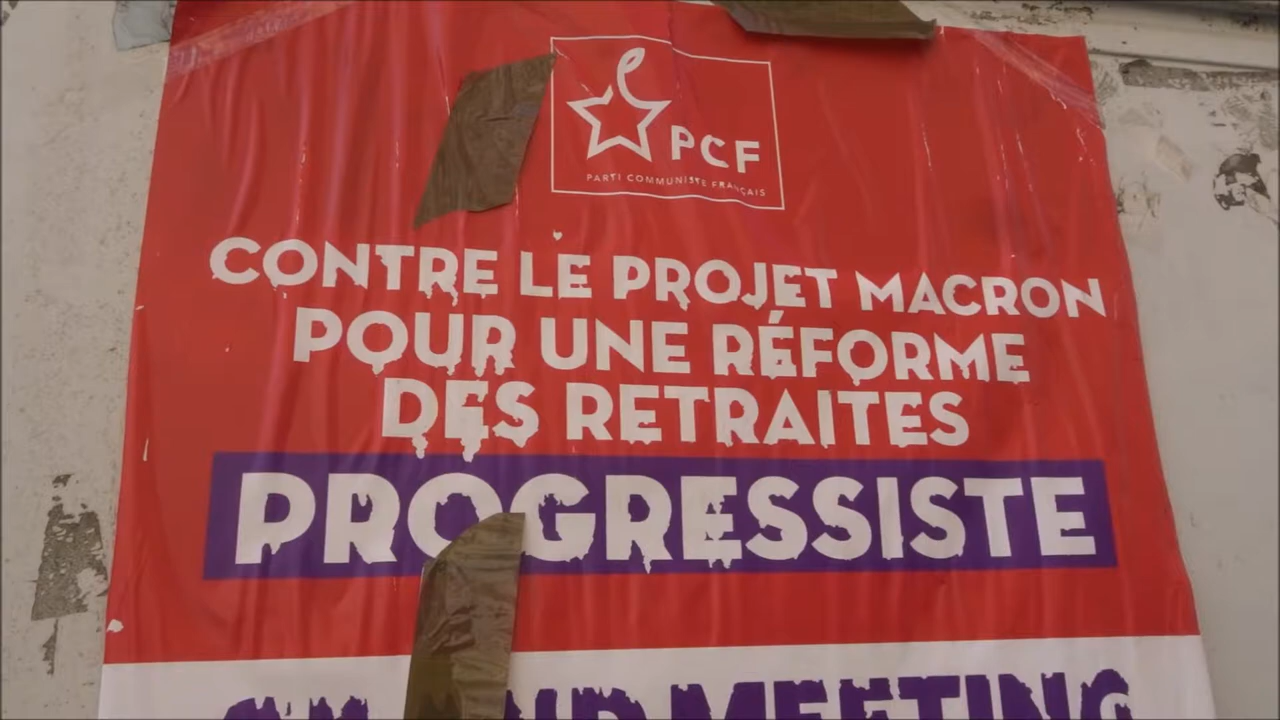 PCF
PARTI COMMUNISTE FRANÇAIS
CONTRE LE PROJET MACRON
POUR UNE RÉFORME
DES RETRAITES
PROGRESSISTE
MEETING